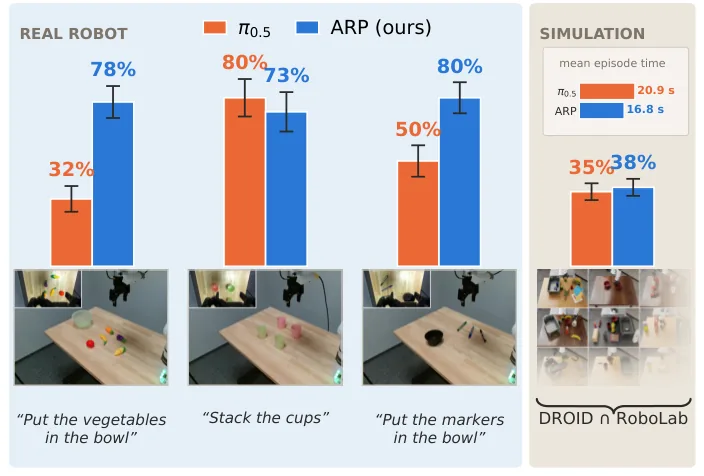 REAL ROBOT
π0.5 ARP (ours)
32%
78%
80%
73%
50%
80%
"Put the vegetables
in the bowl"
"Stack the cups"
"Put the markers
in the bowl"
SIMULATION
mean episode time
π0.5 20.9 s
ARP 16.8 s
35%
38%
DROID ∩ RoboLab